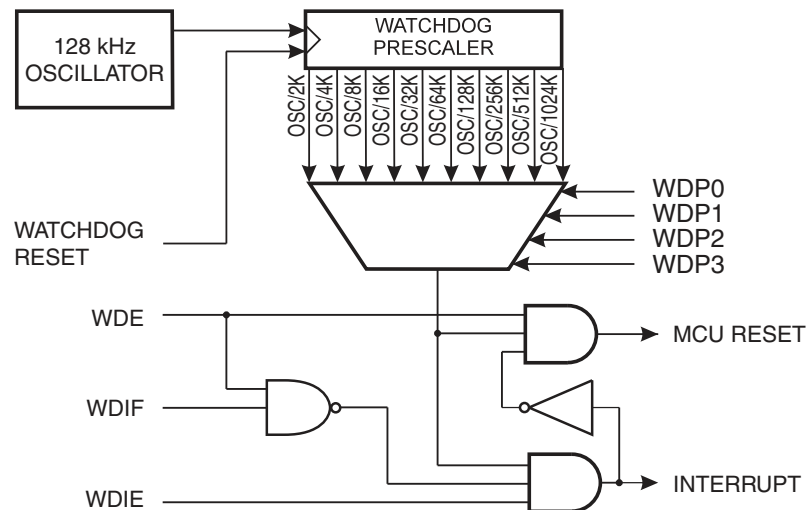 128 kHz
OSCILLATOR
WATCHDOG
PRESCALER
OSC/2K
OSC/4K
OSC/8K
OSC/16K
OSC/32K
OSC/64K
OSC/128K
OSC/256K
OSC/512K
OSC/1024K
WATCHDOG
RESET
WDP0
WDP1
WDP2
WDP3
WDE
MCU RESET
WDIF
WDIE
INTERRUPT